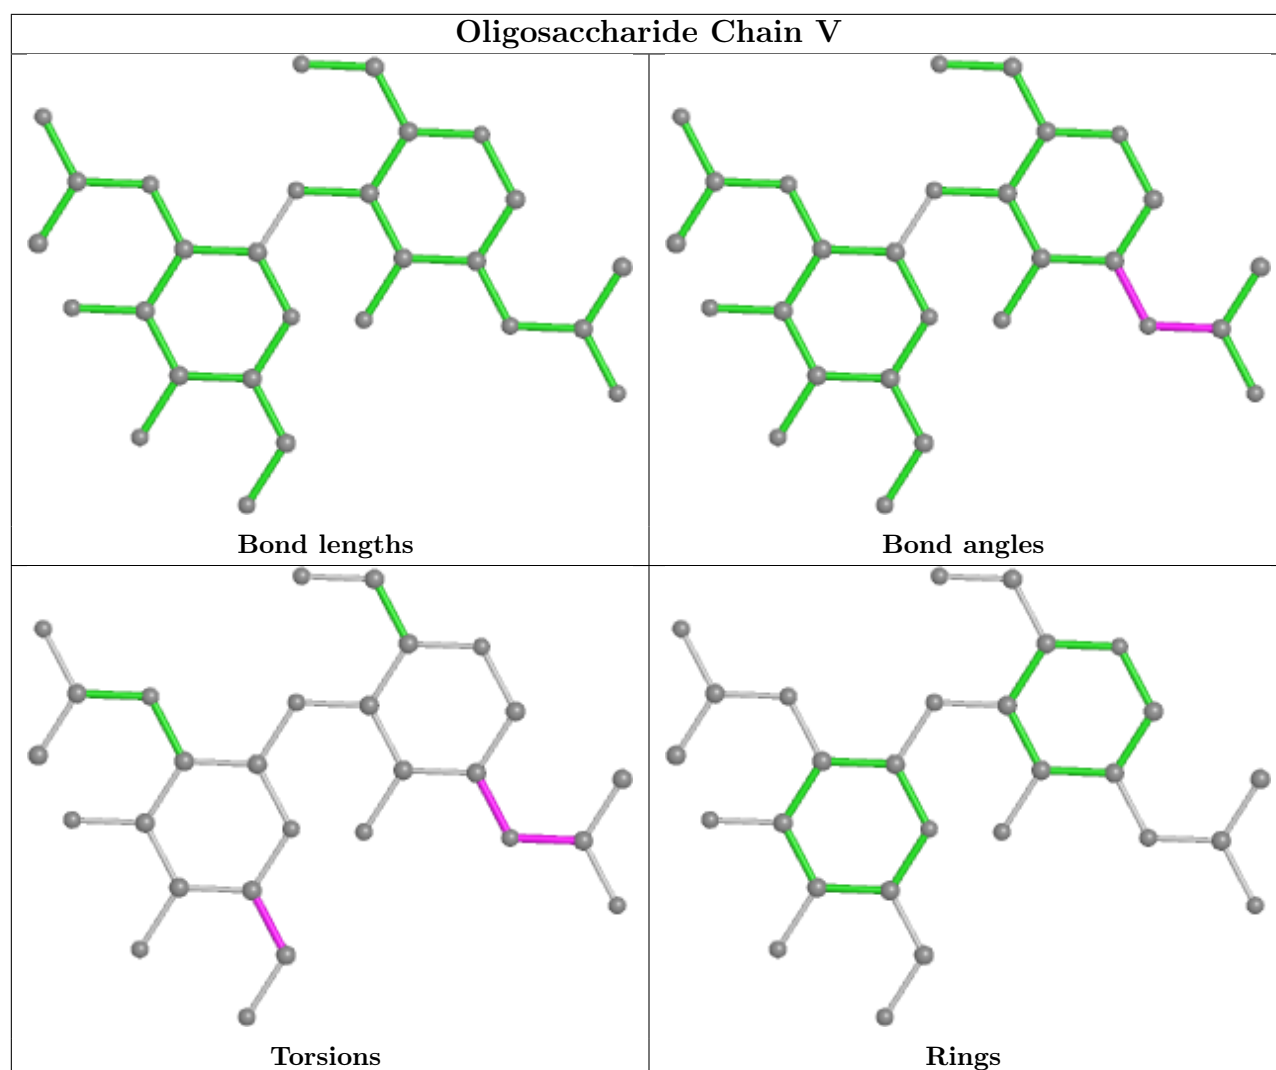 Oligosaccharide Chain V
Bond lengths
Bond angles
Torsions
Rings